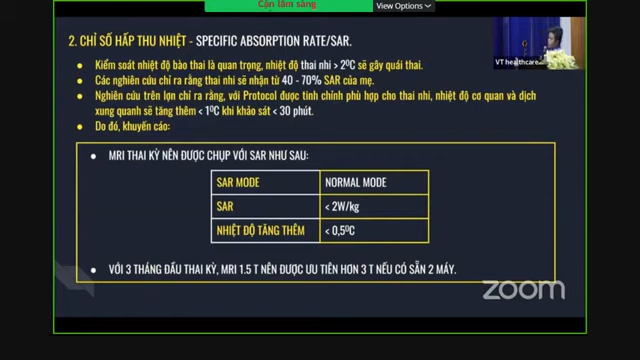 Cận lâm sàng
View Options
VT healthcare
2. CHỈ SỐ HẤP THU NHIỆT - SPECIFIC ABSORPTION RATE/SAR.
● Kiểm soát nhiệt độ bào thai là quan trọng, nhiệt độ thai nhi > 2⁰C sẽ gây quái thai.
● Các nghiên cứu chỉ ra rằng thai nhi sẽ nhận từ 40 - 70% SAR của mẹ.
● Nghiên cứu trên lợn chỉ ra rằng, với Protocol được tinh chỉnh phù hợp cho thai nhi, nhiệt độ cơ quan và dịch
xung quanh sẽ tăng thêm < 1⁰C khi khảo sát < 30 phút.
● Do đó, khuyến cáo:
● MRI THAI KỲ NÊN ĐƯỢC CHỤP VỚI SAR NHƯ SAU:
SAR MODE NORMAL MODE
SAR < 2W/kg
NHIỆT ĐỘ TĂNG THÊM < 0,5⁰C
● VỚI 3 THÁNG ĐẦU THAI KỲ, MRI 1.5 T NÊN ĐƯỢC ƯU TIÊN HƠN 3 T NẾU CÓ SẴN 2 MÁY.
zoom